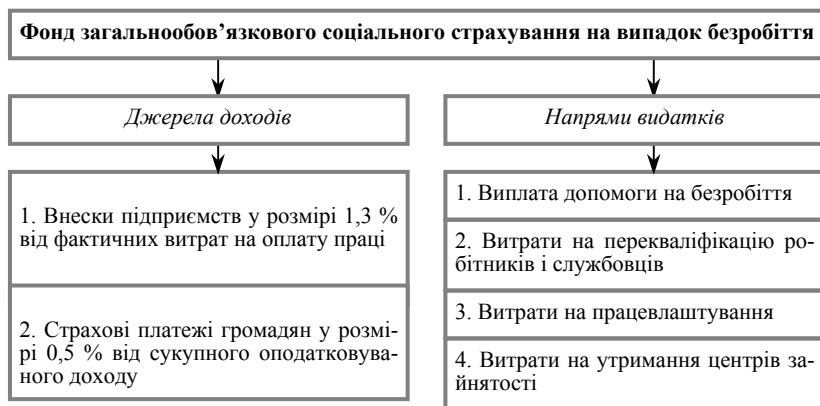 Фонд загальнообов’язкового соціального страхування на випадок безробіття
Джерела доходів
1. Внески підприємств у розмірі 1,3 %
від фактичних витрат на оплату праці
2. Страхові платежі громадян у розмі-
рі 0,5 % від сукупного оподатковува-
ного доходу
Напрями видатків
1. Виплата допомоги на безробіття
2. Витрати на перекваліфікацію ро-
бітників і службовців
3. Витрати на працевлаштування
4. Витрати на утримання центрів за-
йнятості